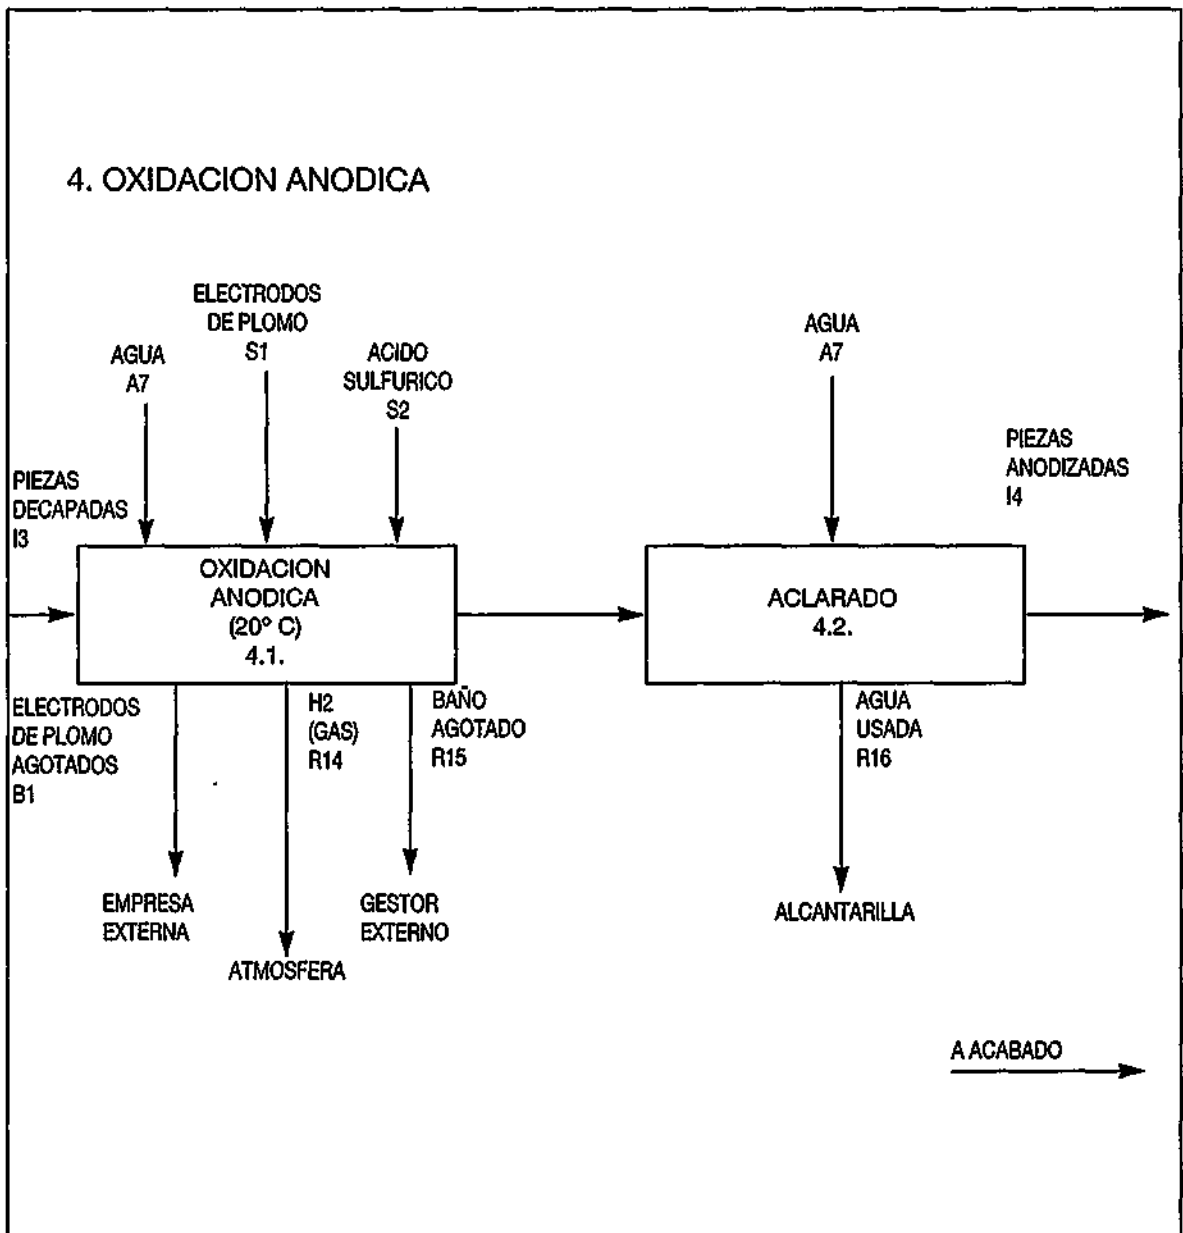 4. OXIDACION ANODICA
ELECTRODOS
DE PLOMO
S1
AGUA
A7
ACIDO
SULFURICO
S2
AGUA
A7
PIEZAS
DECAPADAS
I3
PIEZAS
ANODIZADAS
I4
OXIDACION
ANODICA
(20º C)
4.1.
ACLARADO
4.2.
ELECTRODOS
DE PLOMO
AGOTADOS
B1
H2
(GAS)
R14
BAÑO
AGOTADO
R15
AGUA
USADA
R16
EMPRESA
EXTERNA
ATMOSFERA
GESTOR
EXTERNO
ALCANTARILLA
A ACABADO